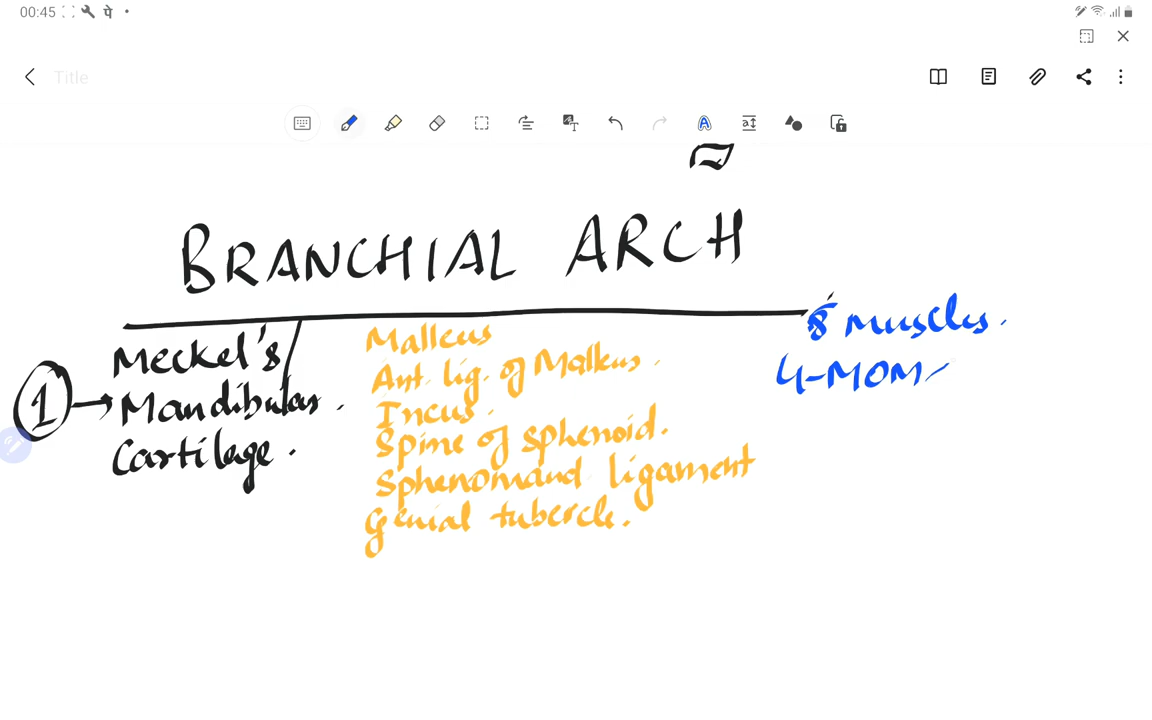 00:45
Title
BRANCHIAL ARCH
Meckel's/
① → Mandibular.
Cartilage.
Malleus
Ant. lig. of Malleus.
Incus.
Spine of sphenoid.
Sphenomand ligament
Genial tubercle.
8 muscles.
4-MOM